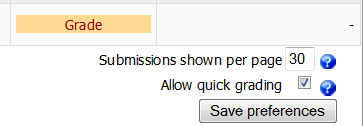 Grade -
Submissions shown per page 30 ?
Allow quick grading ?
Save preferences